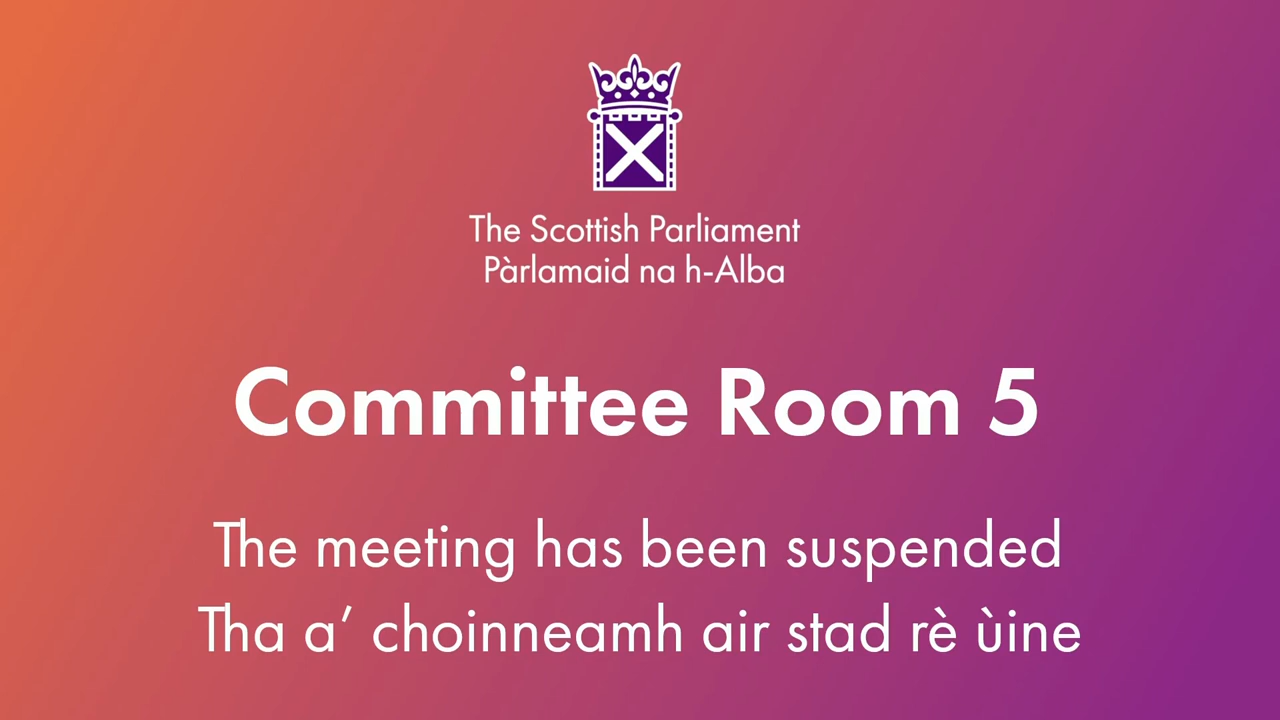 The Scottish Parliament
Pàrlamaid na h-Alba
Committee Room 5
The meeting has been suspended
Tha a’ choinneamh air stad rè ùine